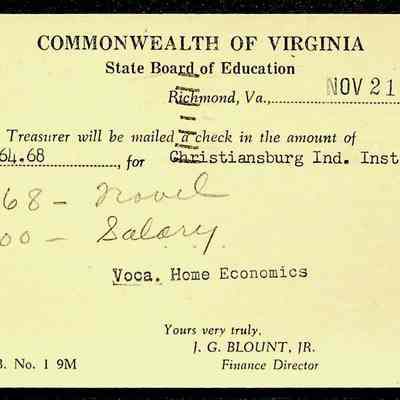 COMMONWEALTH OF VIRGINIA
State Board of Education
Richmond, Va., NOV 21
Treasurer will be mailed a check in the amount of
64.68, for Christiansburg Ind. Inst
68 - 
00 - Salary
Voca. Home Economics
Yours very truly,
J. G. BLOUNT, JR.
B. No. 1 9M Finance Director